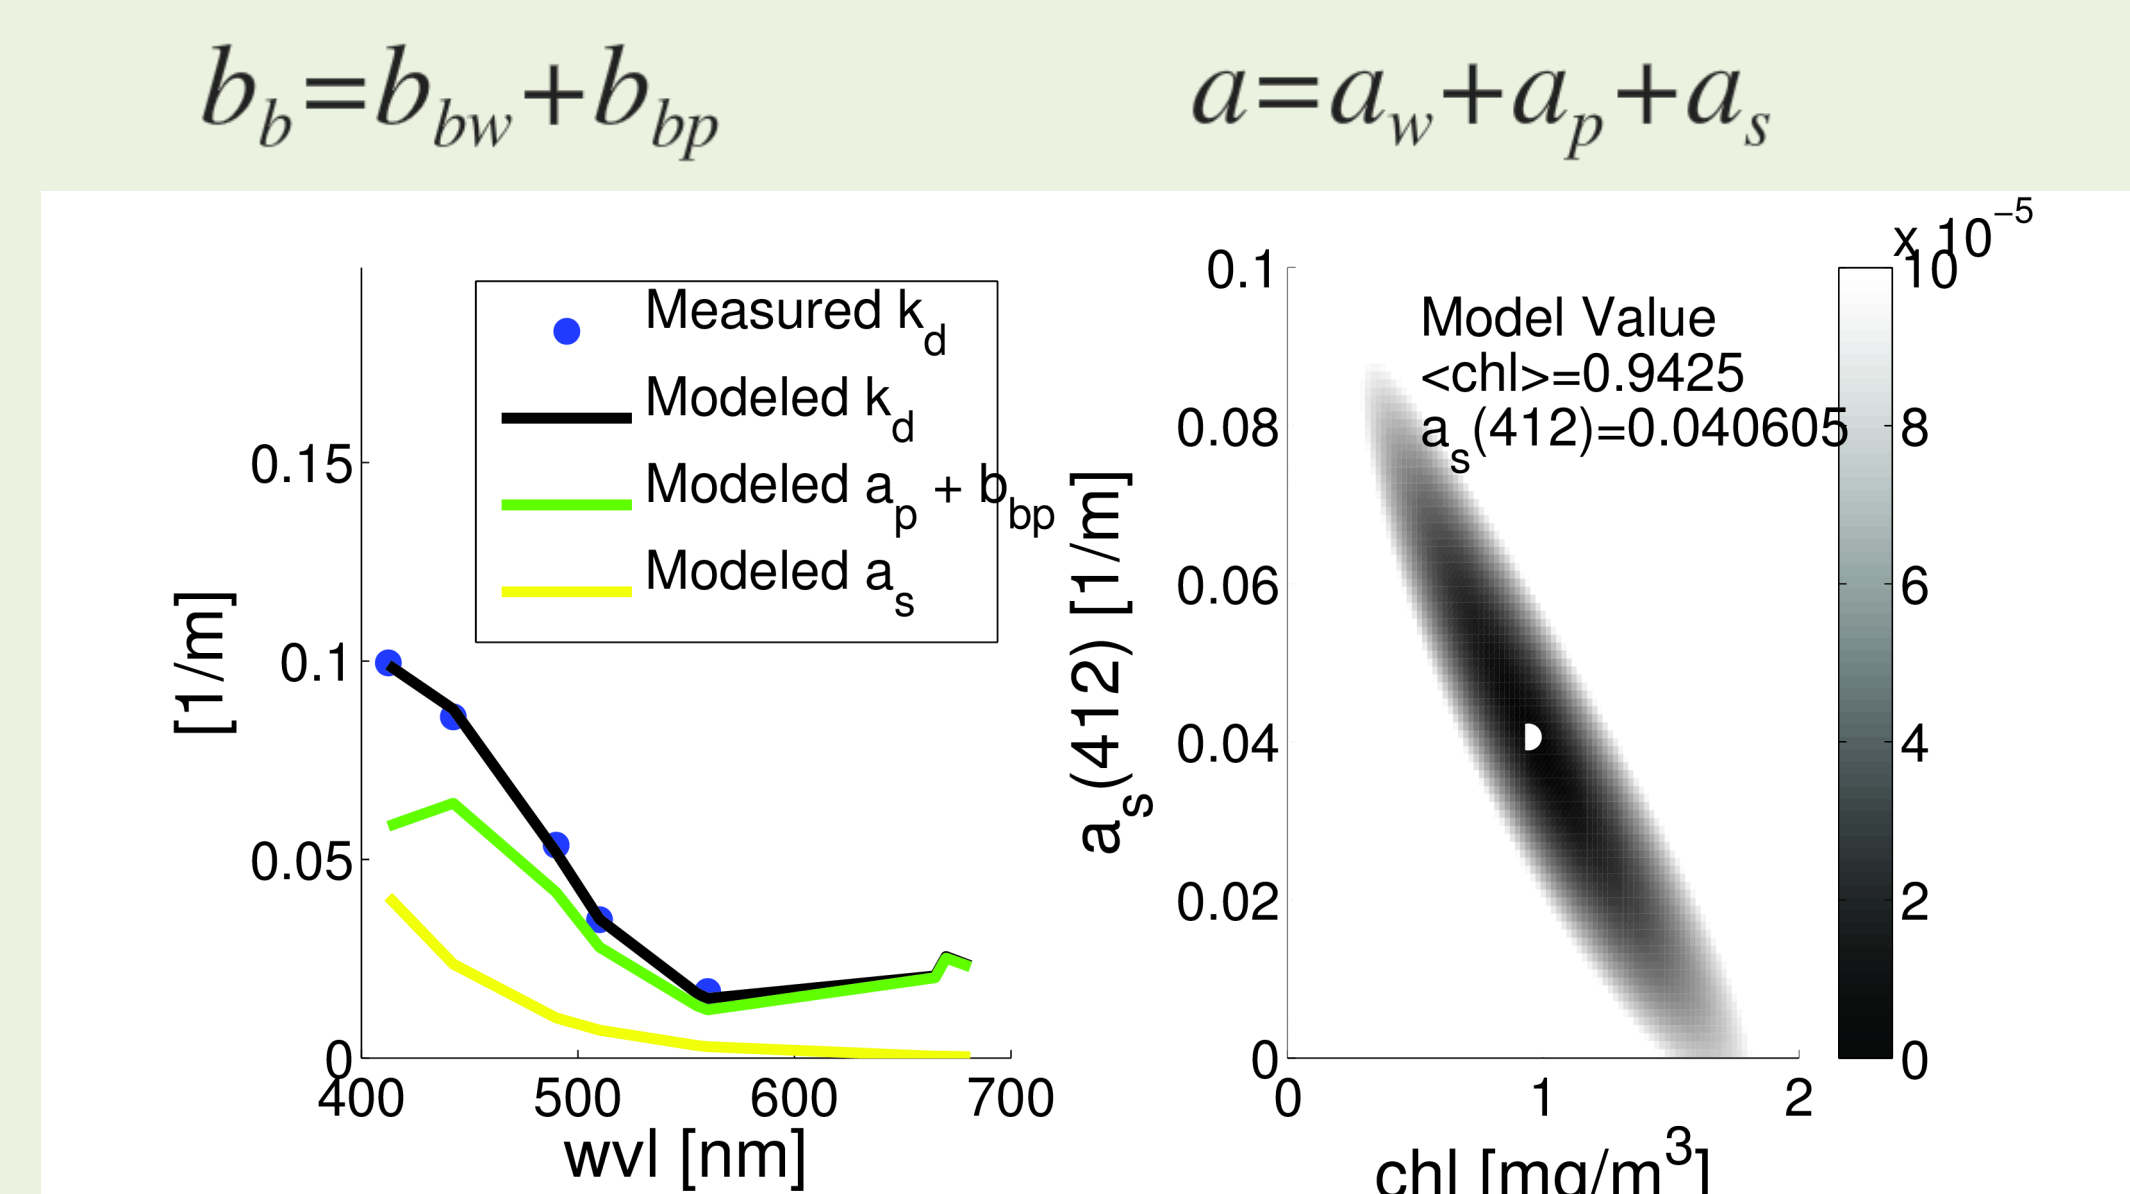 b_b=b_bw+b_bp
a=a_w+a_p+a_s
Measured k_d
Modeled k_d
Modeled a_p + b_bp
Modeled a_s
[1/m]
0.15
0.1
0.05
0
400 500 600 700
wvl [nm]
Model Value
<chl>=0.9425
a_s(412)=0.040605
a_s(412) [1/m]
0.1
0.08
0.06
0.04
0.02
0
0 1 2
chl [mg/m³]
x 10⁻⁵
10
8
6
4
2
0